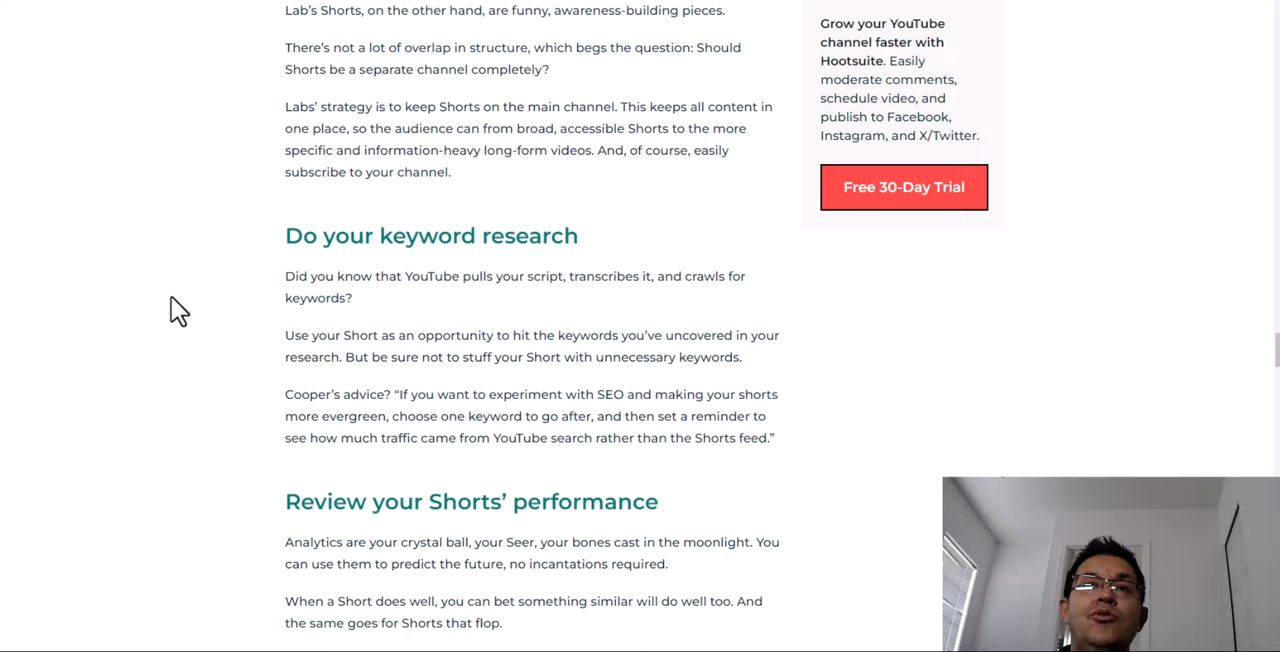 Lab's Shorts, on the other hand, are funny, awareness-building pieces.
There's not a lot of overlap in structure, which begs the question: Should
Shorts be a separate channel completely?
Labs' strategy is to keep Shorts on the main channel. This keeps all content in
one place, so the audience can from broad, accessible Shorts to the more
specific and information-heavy long-form videos. And, of course, easily
subscribe to your channel.
Do your keyword research
Did you know that YouTube pulls your script, transcribes it, and crawls for
keywords?
Use your Short as an opportunity to hit the keywords you've uncovered in your
research. But be sure not to stuff your Short with unnecessary keywords.
Cooper's advice? “If you want to experiment with SEO and making your shorts
more evergreen, choose one keyword to go after, and then set a reminder to
see how much traffic came from YouTube search rather than the Shorts feed.”
Review your Shorts' performance
Analytics are your crystal ball, your Seer, your bones cast in the moonlight. You
can use them to predict the future, no incantations required.
When a Short does well, you can bet something similar will do well too. And
the same goes for Shorts that flop.
Grow your YouTube
channel faster with
Hootsuite. Easily
moderate comments,
schedule video, and
publish to Facebook,
Instagram, and X/Twitter.
Free 30-Day Trial